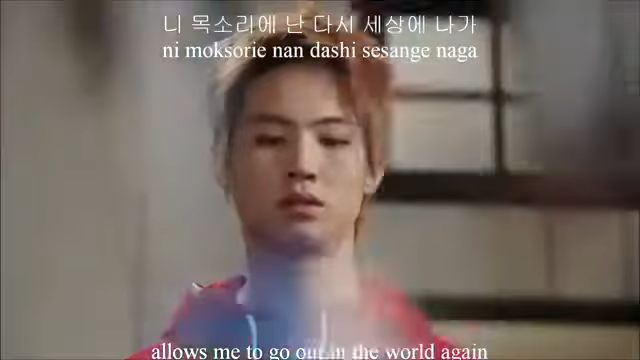 니 목소리에 난 다시 세상에 나가
ni moksorie nan dashi sesange naga
allows me to go out in the world again